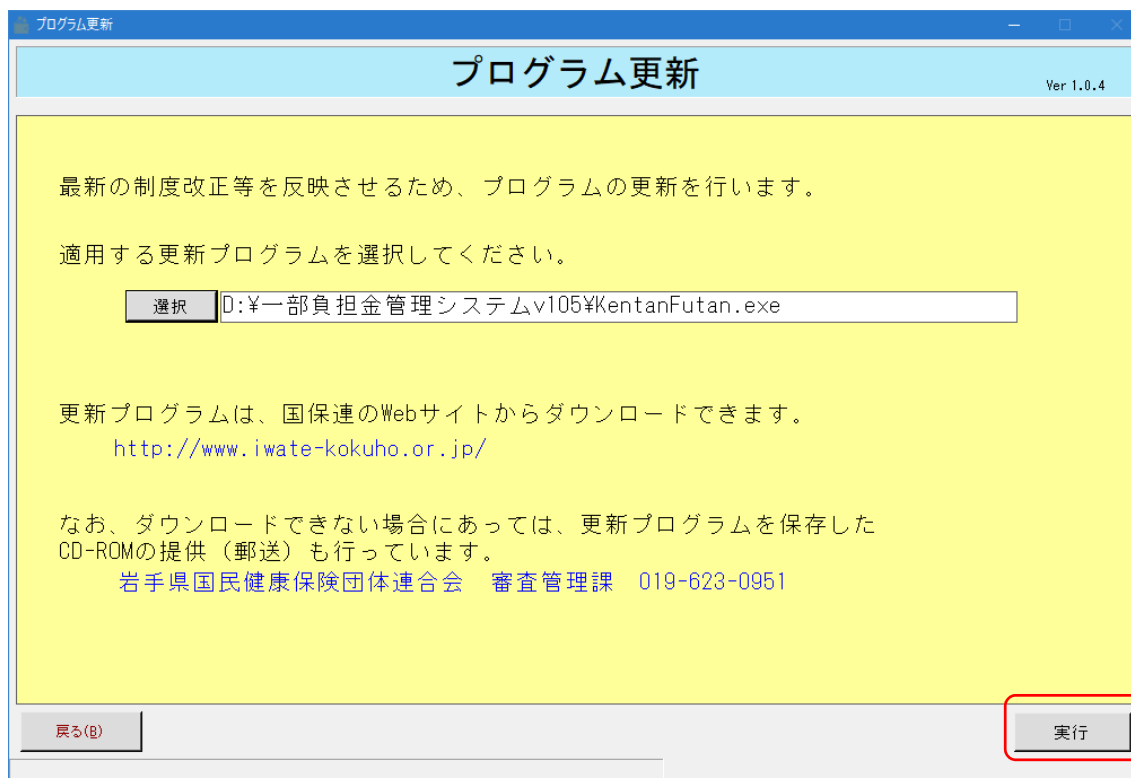 プログラム更新
プログラム更新
Ver 1.0.4
最新の制度改正等を反映させるため、プログラムの更新を行います。
適用する更新プログラムを選択してください。
選択 D:¥一部負担金管理システムv105¥KentanFutan.exe
更新プログラムは、国保連のWebサイトからダウンロードできます。
http://www.iwate-kokuho.or.jp/
なお、ダウンロードできない場合にあっては、更新プログラムを保存した
CD-ROMの提供（郵送）も行っています。
岩手県国民健康保険団体連合会　審査管理課　019-623-0951
戻る(B) 実行